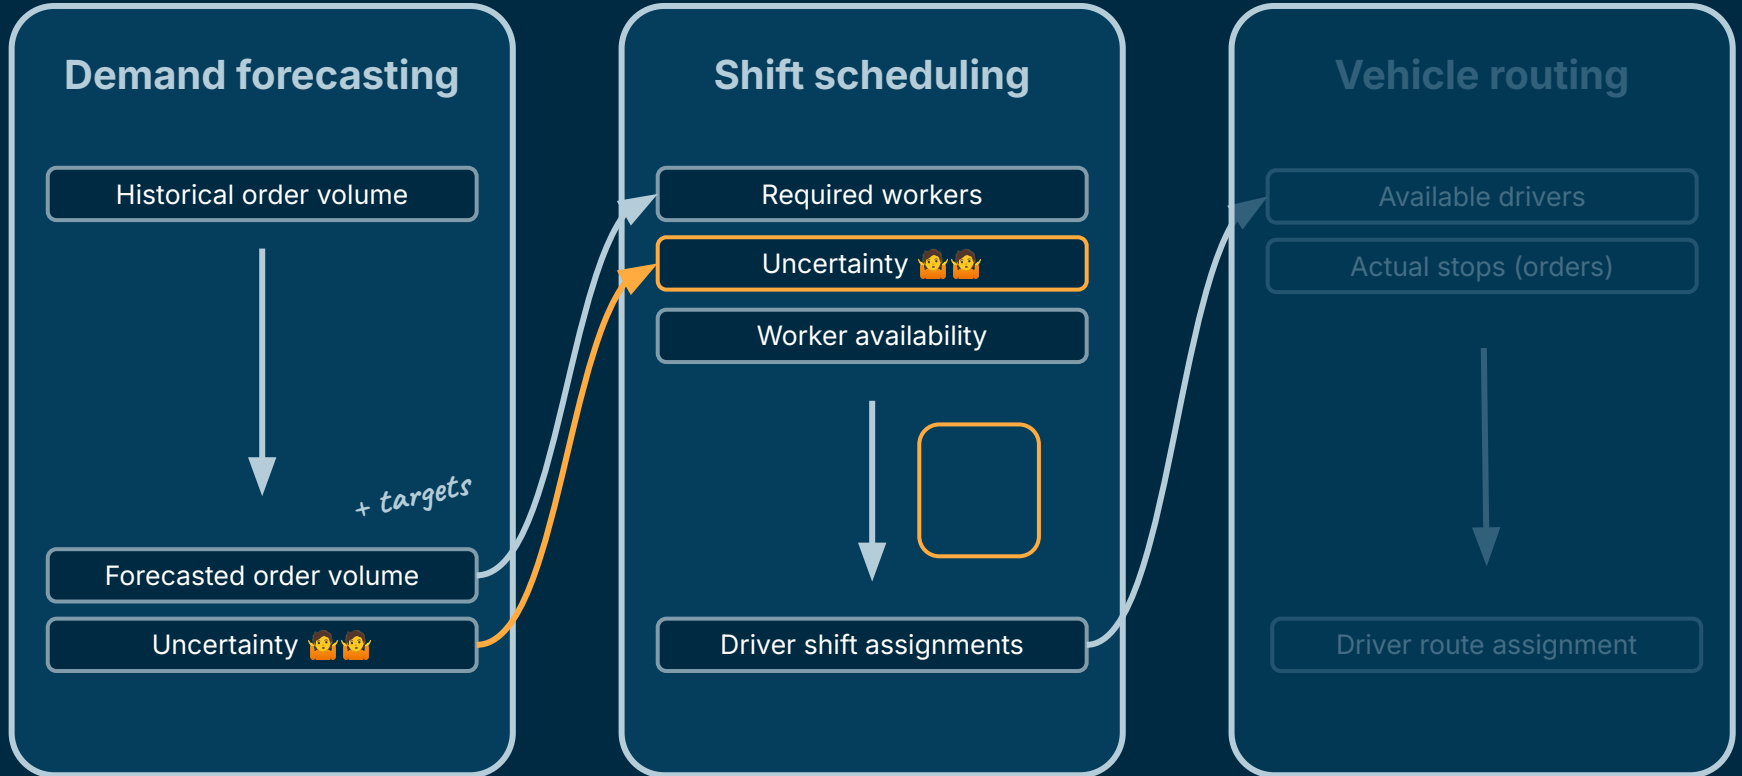 Demand forecasting
Historical order volume
+ targets
Forecasted order volume
Uncertainty 🤷🤷
Shift scheduling
Required workers
Uncertainty 🤷🤷
Worker availability
Driver shift assignments
Vehicle routing
Available drivers
Actual stops (orders)
Driver route assignment